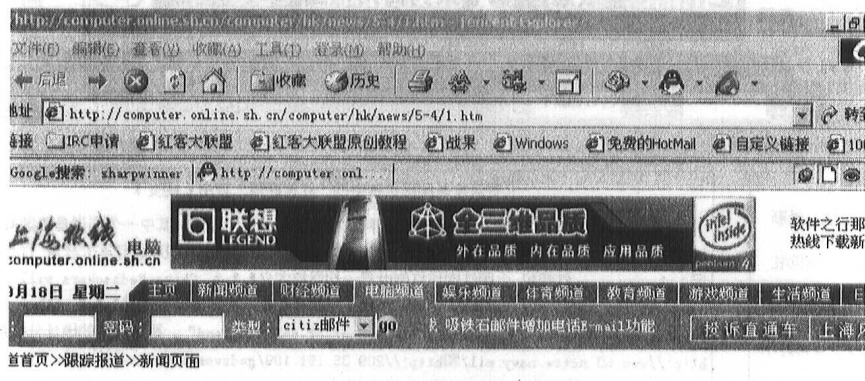 http://computer.online.sh.cn/computer/hk/news/5-4/1.htm - Tencent Explorer
文件(F) 编辑(E) 查看(V) 收藏(A) 工具(T) 登录(M) 帮助(H)
后退 收藏 历史
地址 http://computer.online.sh.cn/computer/hk/news/5-4/1.htm 转到
链接 IRC申请 红客大联盟 红客大联盟原创教程 战果 Windows 免费的HotMail 自定义链接
Google搜索: sharpwinner http://computer.onl...
上海热线 电脑
computer.online.sh.cn
联想
LEGEND
全三维品质
外在品质 内在品质 应用品质
intel inside
pentium 4
软件之行那
热线下载新
月18日 星期二 主页 新闻频道 财经频道 电脑频道 娱乐频道 体育频道 教育频道 游戏频道 生活频道
: 密码: 类型: citiz邮件 go 吸铁石邮件增加电话E-mail功能 投诉直通车 上海
道首页>>跟踪报道>>新闻页面